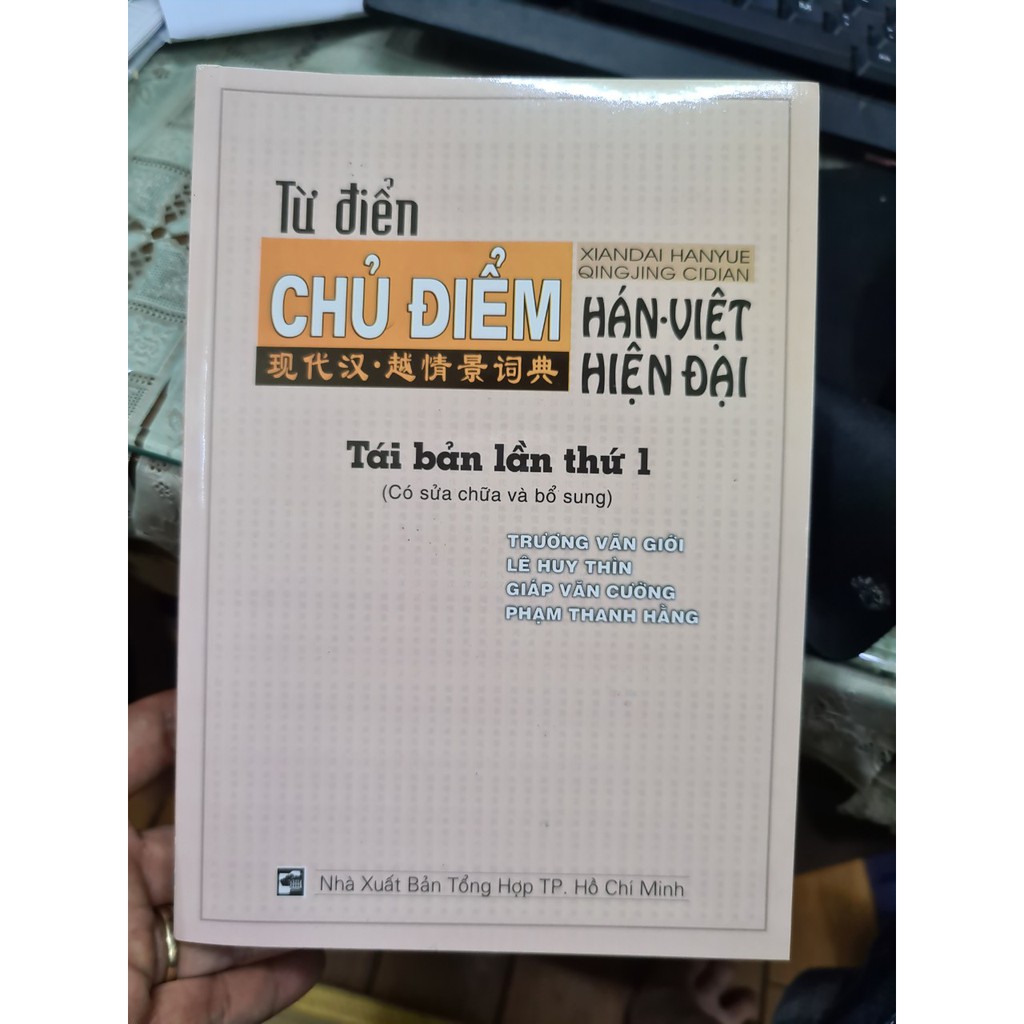 Từ điển
CHỦ ĐIỂM
现代汉·越情景词典
XIANDAI HANYUE
QINGJING CIDIAN
HÁN·VIỆT
HIỆN ĐẠI
Tái bản lần thứ 1
(Có sửa chữa và bổ sung)
TRƯƠNG VĂN GIỚI
LÊ HUY THÌN
GIÁP VĂN CƯỜNG
PHẠM THANH HẰNG
Nhà Xuất Bản Tổng Hợp TP. Hồ Chí Minh